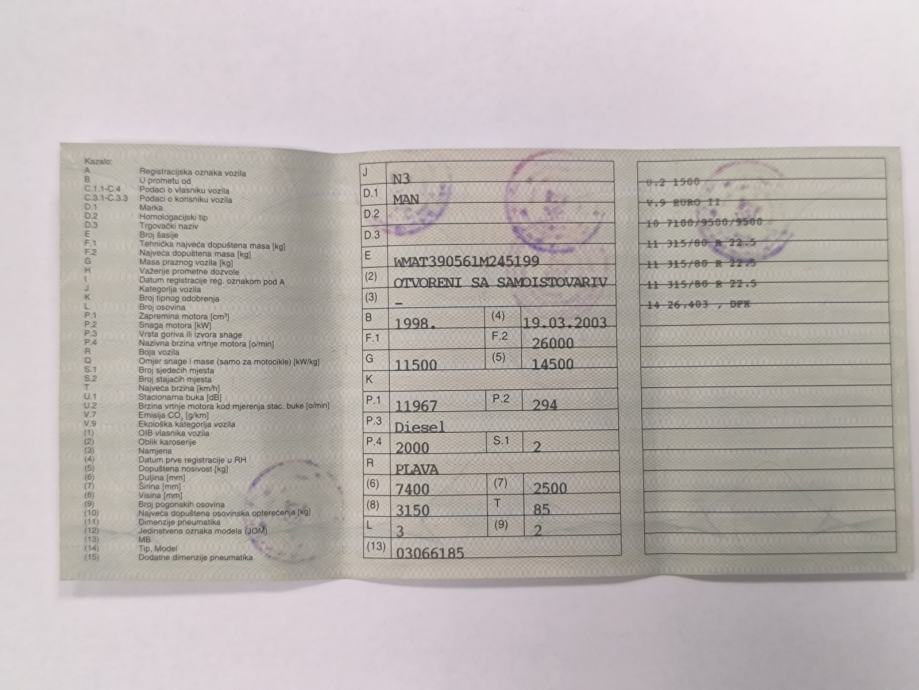 Kazalo:
A Registracijska oznaka vozila
B U prometu od
C.1.1-C.4 Podaci o vlasniku vozila
C.3.1-C.3.3 Podaci o korisniku vozila
D.1 Marka
D.2 Homologacijski tip
D.3 Trgovački naziv
E Broj šasije
F.1 Tehnička najveća dopuštena masa [kg]
F.2 Najveća dopuštena masa [kg]
G Masa praznog vozila [kg]
H Važenje prometne dozvole
I Datum registracije reg. oznakom pod A
J Kategorija vozila
K Broj tipnog odobrenja
L Broj osovina
P.1 Zapremina motora [cm³]
P.2 Snaga motora [kW]
P.3 Vrsta goriva ili izvora snage
P.4 Nazivna brzina vrtnje motora [o/min]
R Boja vozila
Q Omjer snage i mase (samo za motocikle) [kW/kg]
S.1 Broj sjedećih mjesta
S.2 Broj stajaćih mjesta
T Najveća brzina [km/h]
U.1 Stacionarna buka [dB]
U.2 Brzina vrtnje motora kod mjerenja stac. buke [o/min]
V.7 Emisija CO₂ [g/km]
V.9 Ekološka kategorija vozila
(1) OIB vlasnika vozila
(2) Oblik karoserije
(3) Namjena
(4) Datum prve registracije u RH
(5) Dopuštena nosivost [kg]
(6) Duljina [mm]
(7) Širina [mm]
(8) Visina [mm]
(9) Broj pogonskih osovina
(10) Najveća dopuštena osovinska opterećenja [kg]
(11) Dimenzije pneumatika
(12) Jedinstvena oznaka modela (JOM)
(13) MB
(14) Tip, Model
(15) Dodatne dimenzije pneumatika
J N3
D.1 MAN
D.2
D.3
E WMAT390561M245199
(2) OTVORENI SA SAMOISTOVARIV
(3) –
B 1998. (4) 19.03.2003
F.1 F.2 26000
G 11500 (5) 14500
K
P.1 11967 P.2 294
P.3 Diesel
P.4 2000 S.1 2
R PLAVA
(6) 7400 (7) 2500
(8) 3150 T 85
L 3 (9) 2
(13) 03066185
U.2 1500
V.9 EURO II
10 7100/9500/9500
11 315/80 R 22.5
11 315/80 R 22.5
11 315/80 R 22.5
14 26.403 , DFK